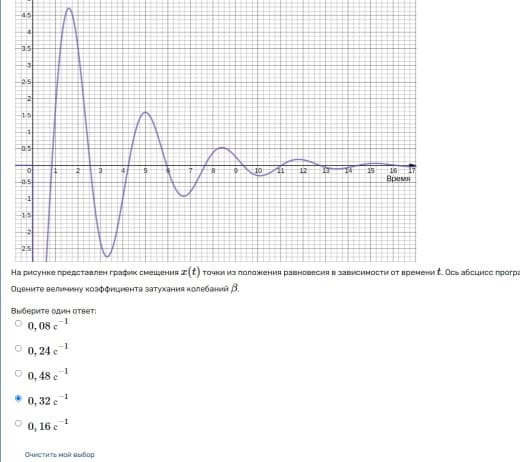 4.5
4
3.5
3
2.5
2
1.5
1
0.5
0 1 2 3 4 5 6 7 8 9 10 11 12 13 14 15 16 17
Время
-0.5
-1
-1.5
-2
-2.5
На рисунке представлен график смещения x(t) точки из положения равновесия в зависимости от времени t. Ось абсцисс
Оцените величину коэффициента затухания колебаний β.
Выберите один ответ:
0, 08 с⁻¹
0, 24 с⁻¹
0, 48 с⁻¹
0, 32 с⁻¹
0, 16 с⁻¹
Очистить мой выбор